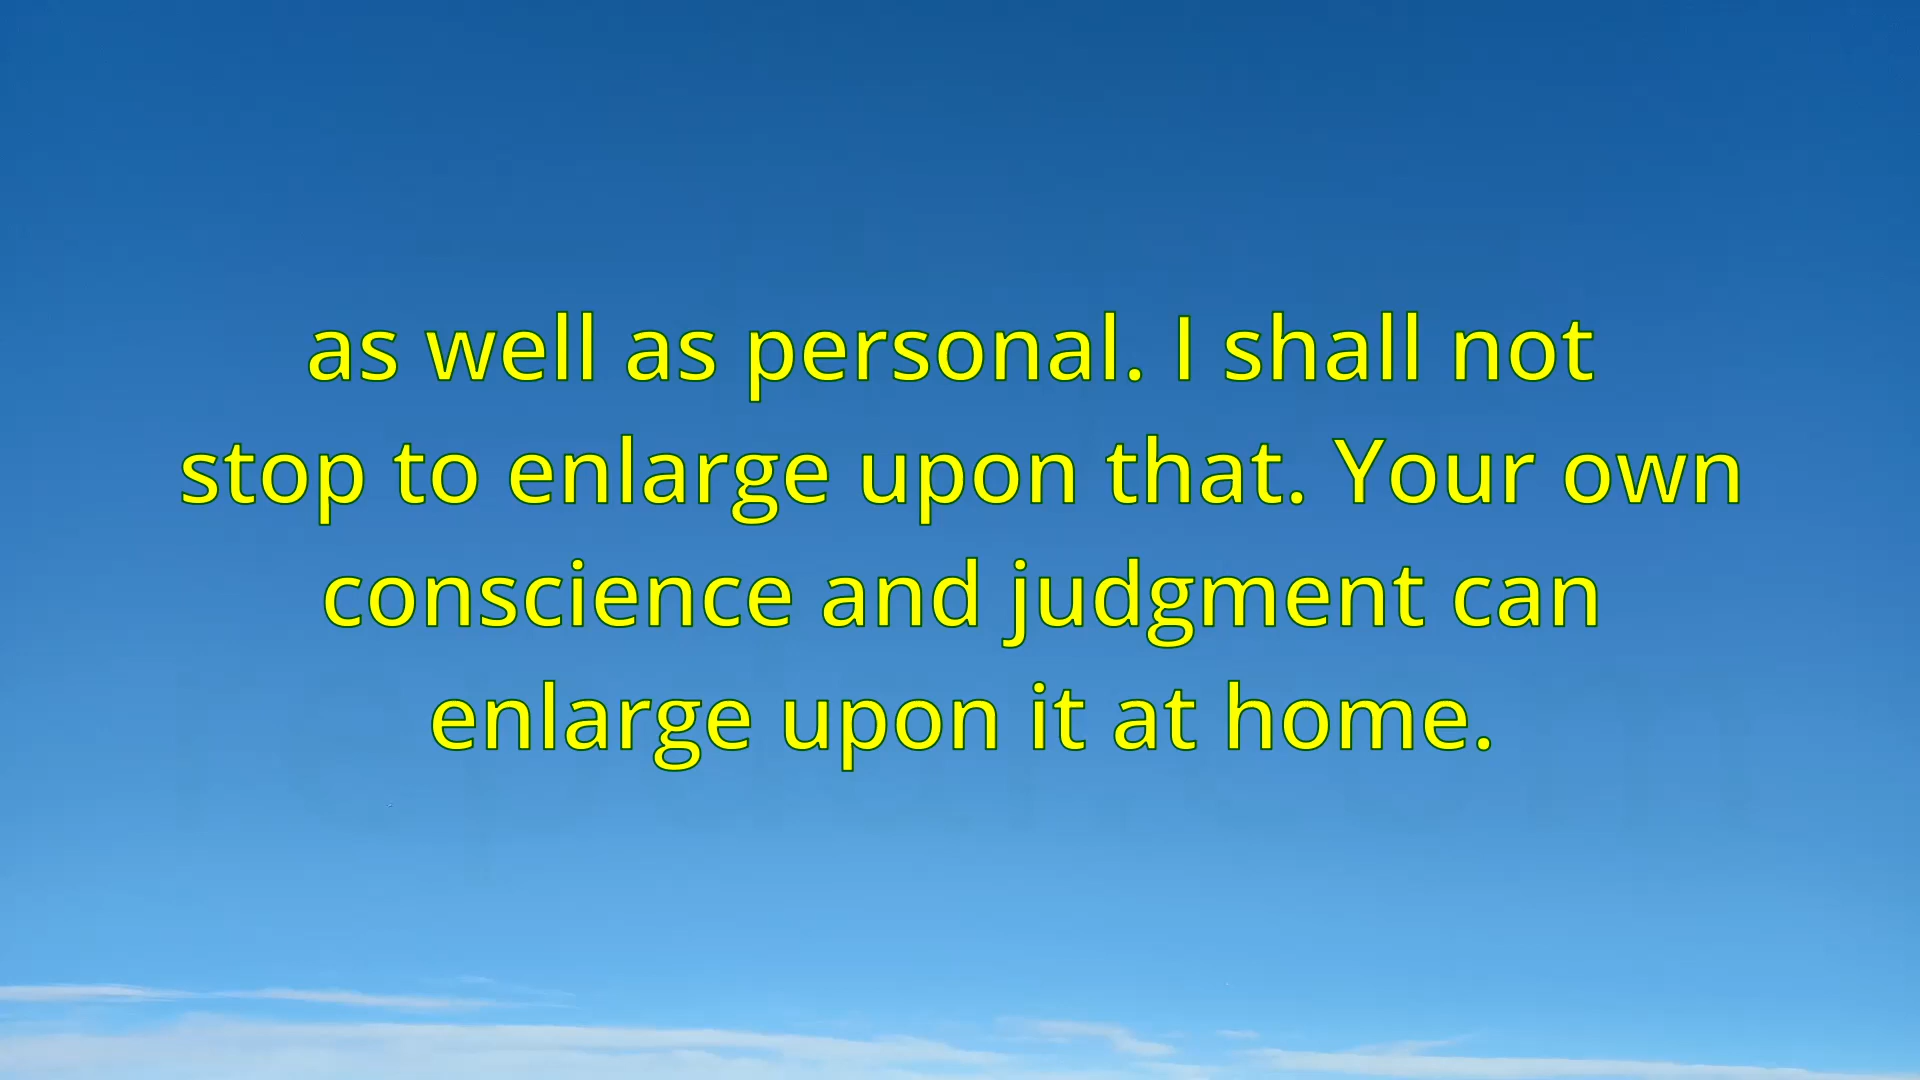 as well as personal. I shall not
stop to enlarge upon that. Your own
conscience and judgment can
enlarge upon it at home.